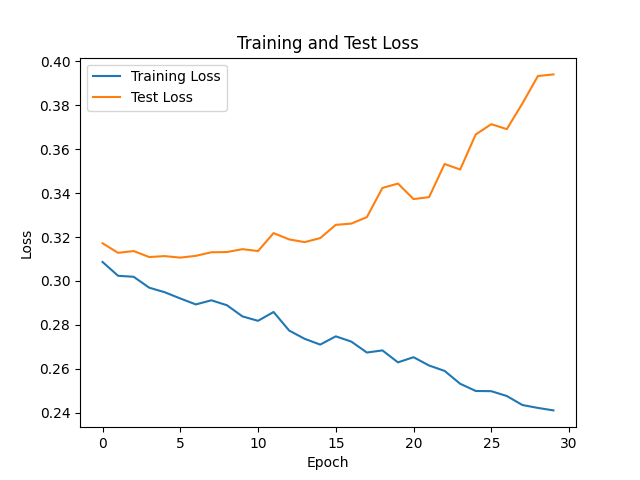 Training and Test Loss
Training Loss
Test Loss
0.40
0.38
0.36
0.34
0.32
0.30
0.28
0.26
0.24
Loss
0 5 10 15 20 25 30
Epoch